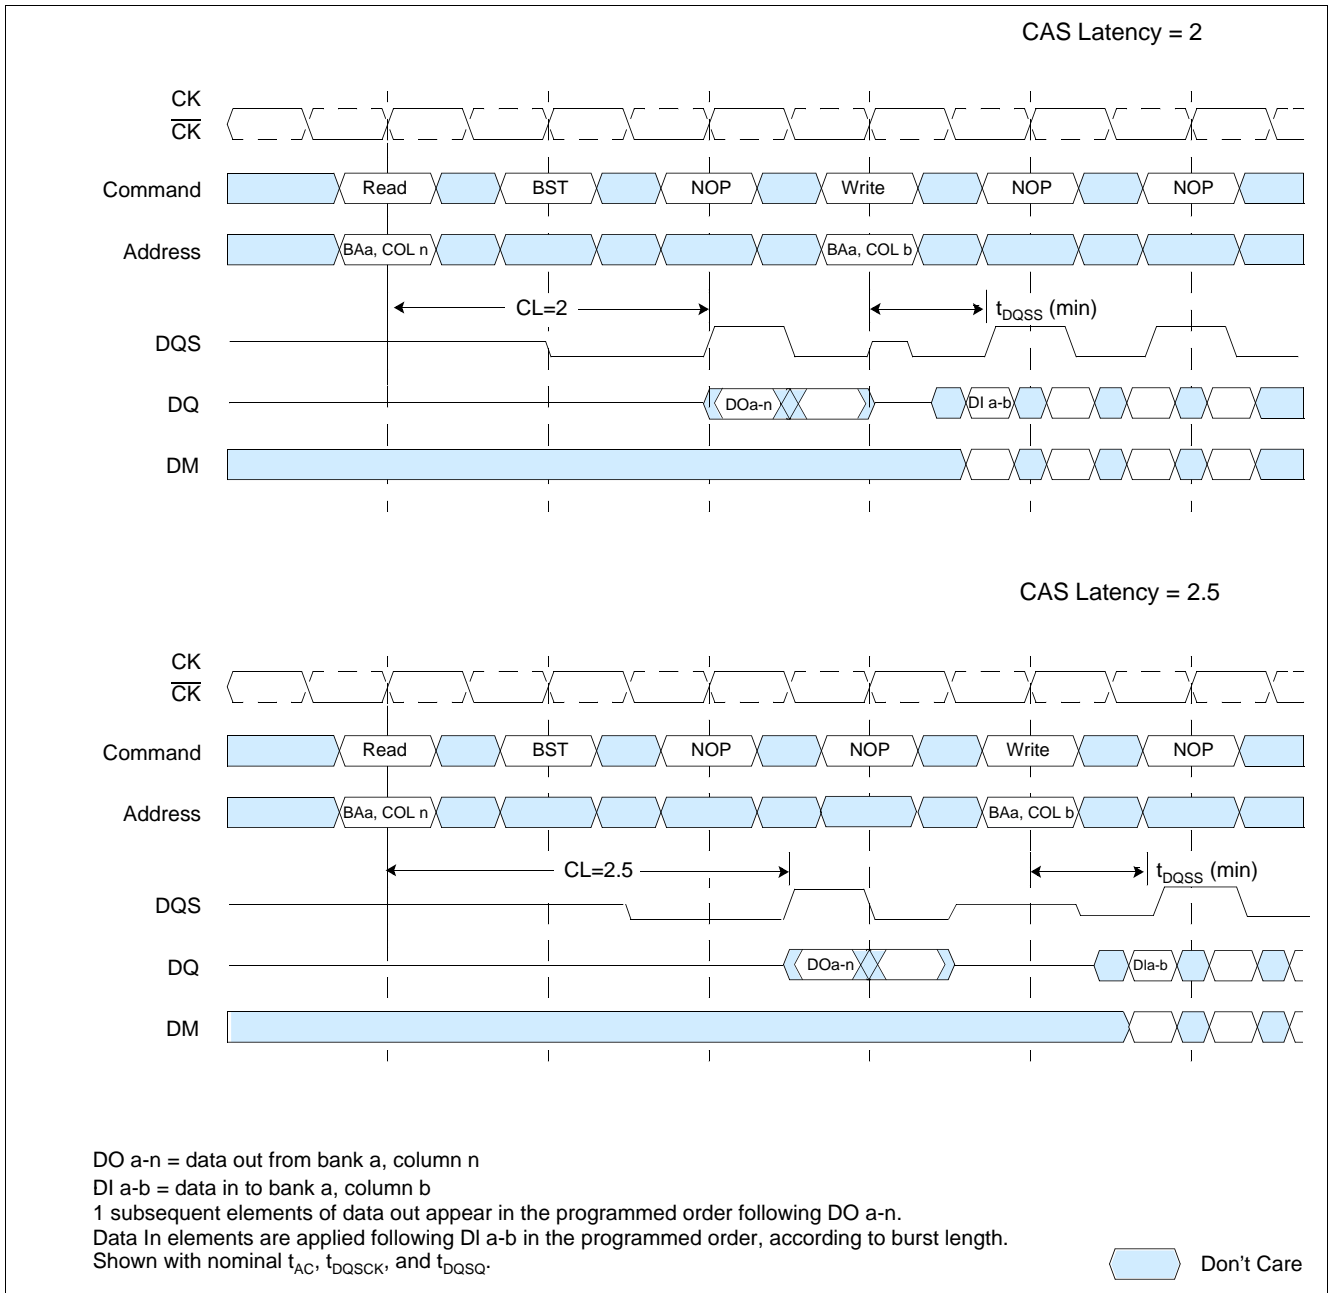 CAS Latency = 2
CK
CK
Command Read BST NOP Write NOP NOP
Address BAa, COL n BAa, COL b
CL=2 tDQSS (min)
DQS
DQ DOa-n DI a-b
DM
CAS Latency = 2.5
CK
CK
Command Read BST NOP NOP Write NOP
Address BAa, COL n BAa, COL b
CL=2.5 tDQSS (min)
DQS
DQ DOa-n DIa-b
DM
DO a-n = data out from bank a, column n
DI a-b = data in to bank a, column b
1 subsequent elements of data out appear in the programmed order following DO a-n.
Data In elements are applied following DI a-b in the programmed order, according to burst length.
Shown with nominal tAC, tDQSCK, and tDQSQ.
Don't Care